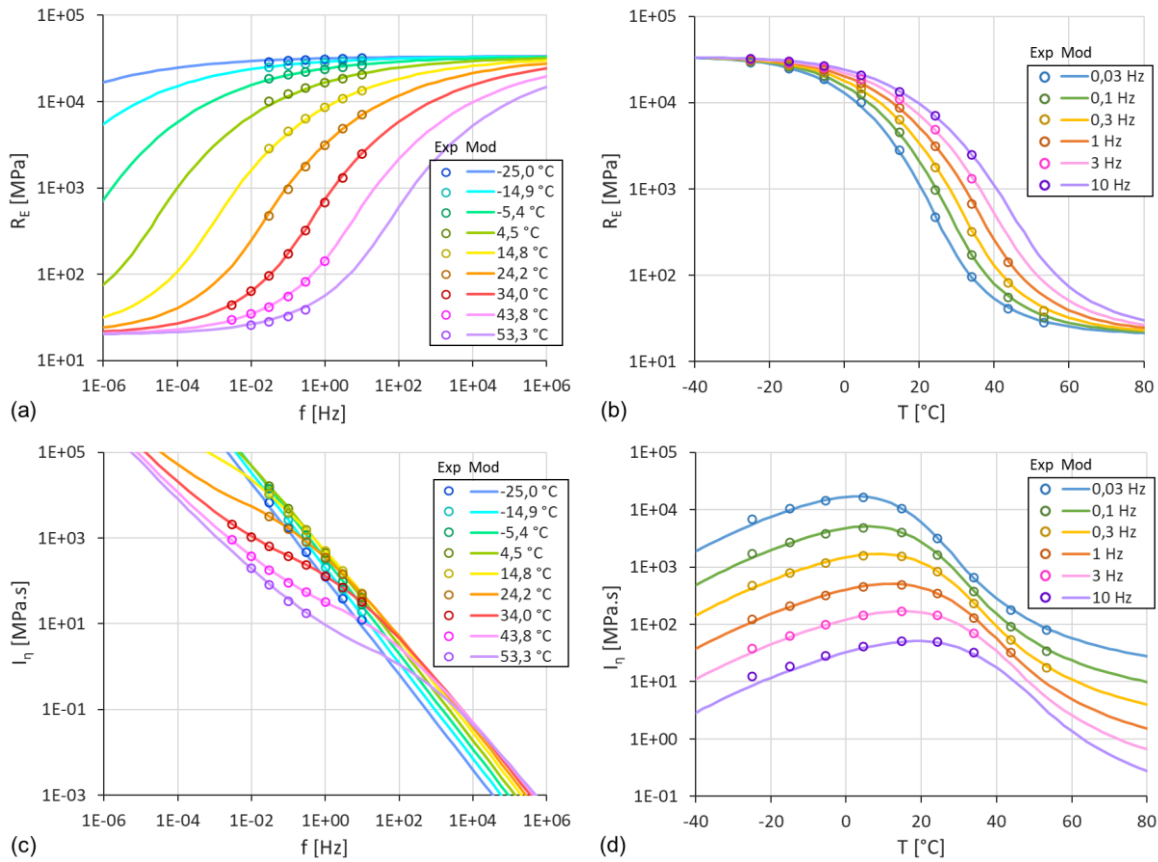 1E+05
1E+04
1E+03
1E+02
1E+01
R_E [MPa]
1E-06 1E-04 1E-02 1E+00 1E+02 1E+04 1E+06
f [Hz]
(a)
Exp Mod
-25,0 °C
-14,9 °C
-5,4 °C
4,5 °C
14,8 °C
24,2 °C
34,0 °C
43,8 °C
53,3 °C
1E+05
1E+04
1E+03
1E+02
1E+01
R_E [MPa]
-40 -20 0 20 40 60 80
T [°C]
(b)
Exp Mod
0,03 Hz
0,1 Hz
0,3 Hz
1 Hz
3 Hz
10 Hz
1E+05
1E+03
1E+01
1E-01
1E-03
I_η [MPa.s]
1E-06 1E-04 1E-02 1E+00 1E+02 1E+04 1E+06
f [Hz]
(c)
Exp Mod
-25,0 °C
-14,9 °C
-5,4 °C
4,5 °C
14,8 °C
24,2 °C
34,0 °C
43,8 °C
53,3 °C
1E+05
1E+04
1E+03
1E+02
1E+01
1E+00
1E-01
I_η [MPa.s]
-40 -20 0 20 40 60 80
T [°C]
(d)
Exp Mod
0,03 Hz
0,1 Hz
0,3 Hz
1 Hz
3 Hz
10 Hz